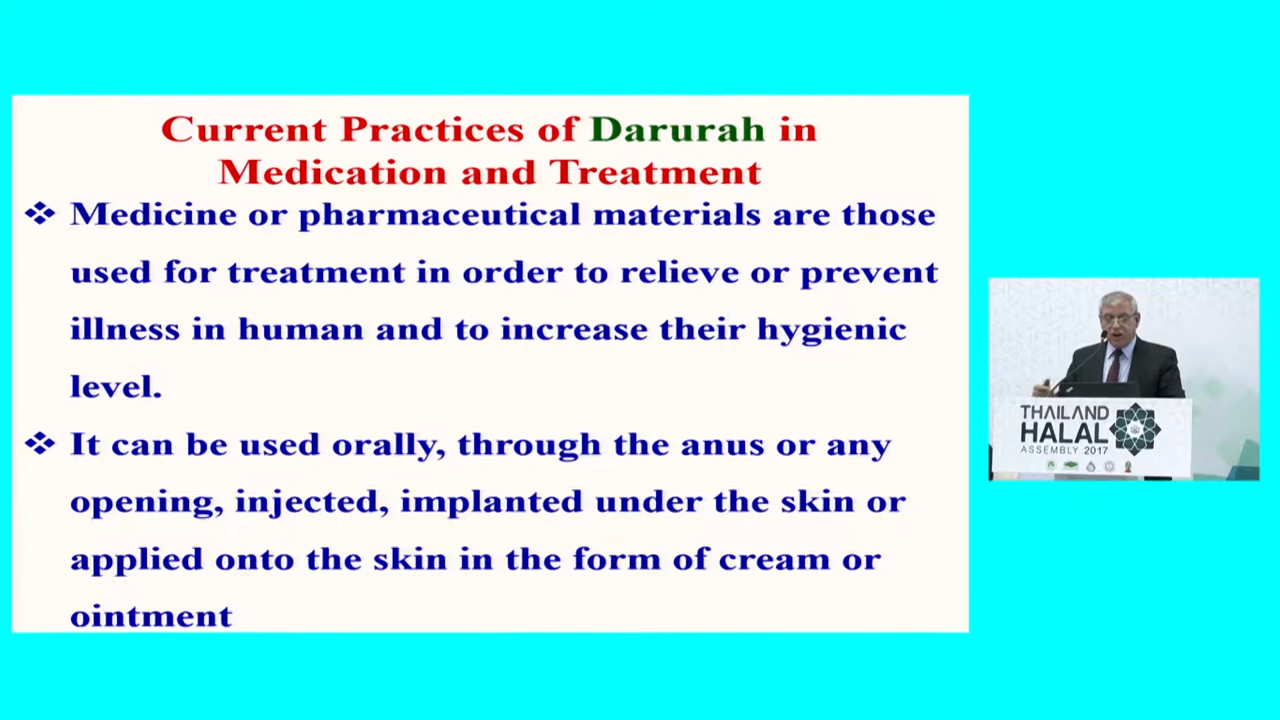 Current Practices of Darurah in
Medication and Treatment
❖ Medicine or pharmaceutical materials are those
used for treatment in order to relieve or prevent
illness in human and to increase their hygienic
level.
❖ It can be used orally, through the anus or any
opening, injected, implanted under the skin or
applied onto the skin in the form of cream or
ointment
THAILAND
HALAL
ASSEMBLY 2017